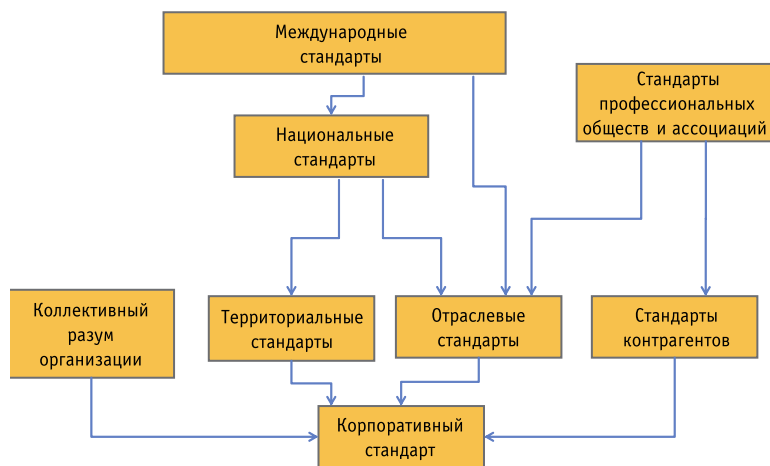 Международные
стандарты
Стандарты
профессиональных
обществ и ассоциаций
Национальные
стандарты
Коллективный
разум
организации
Территориальные
стандарты
Отраслевые
стандарты
Стандарты
контрагентов
Корпоративный
стандарт